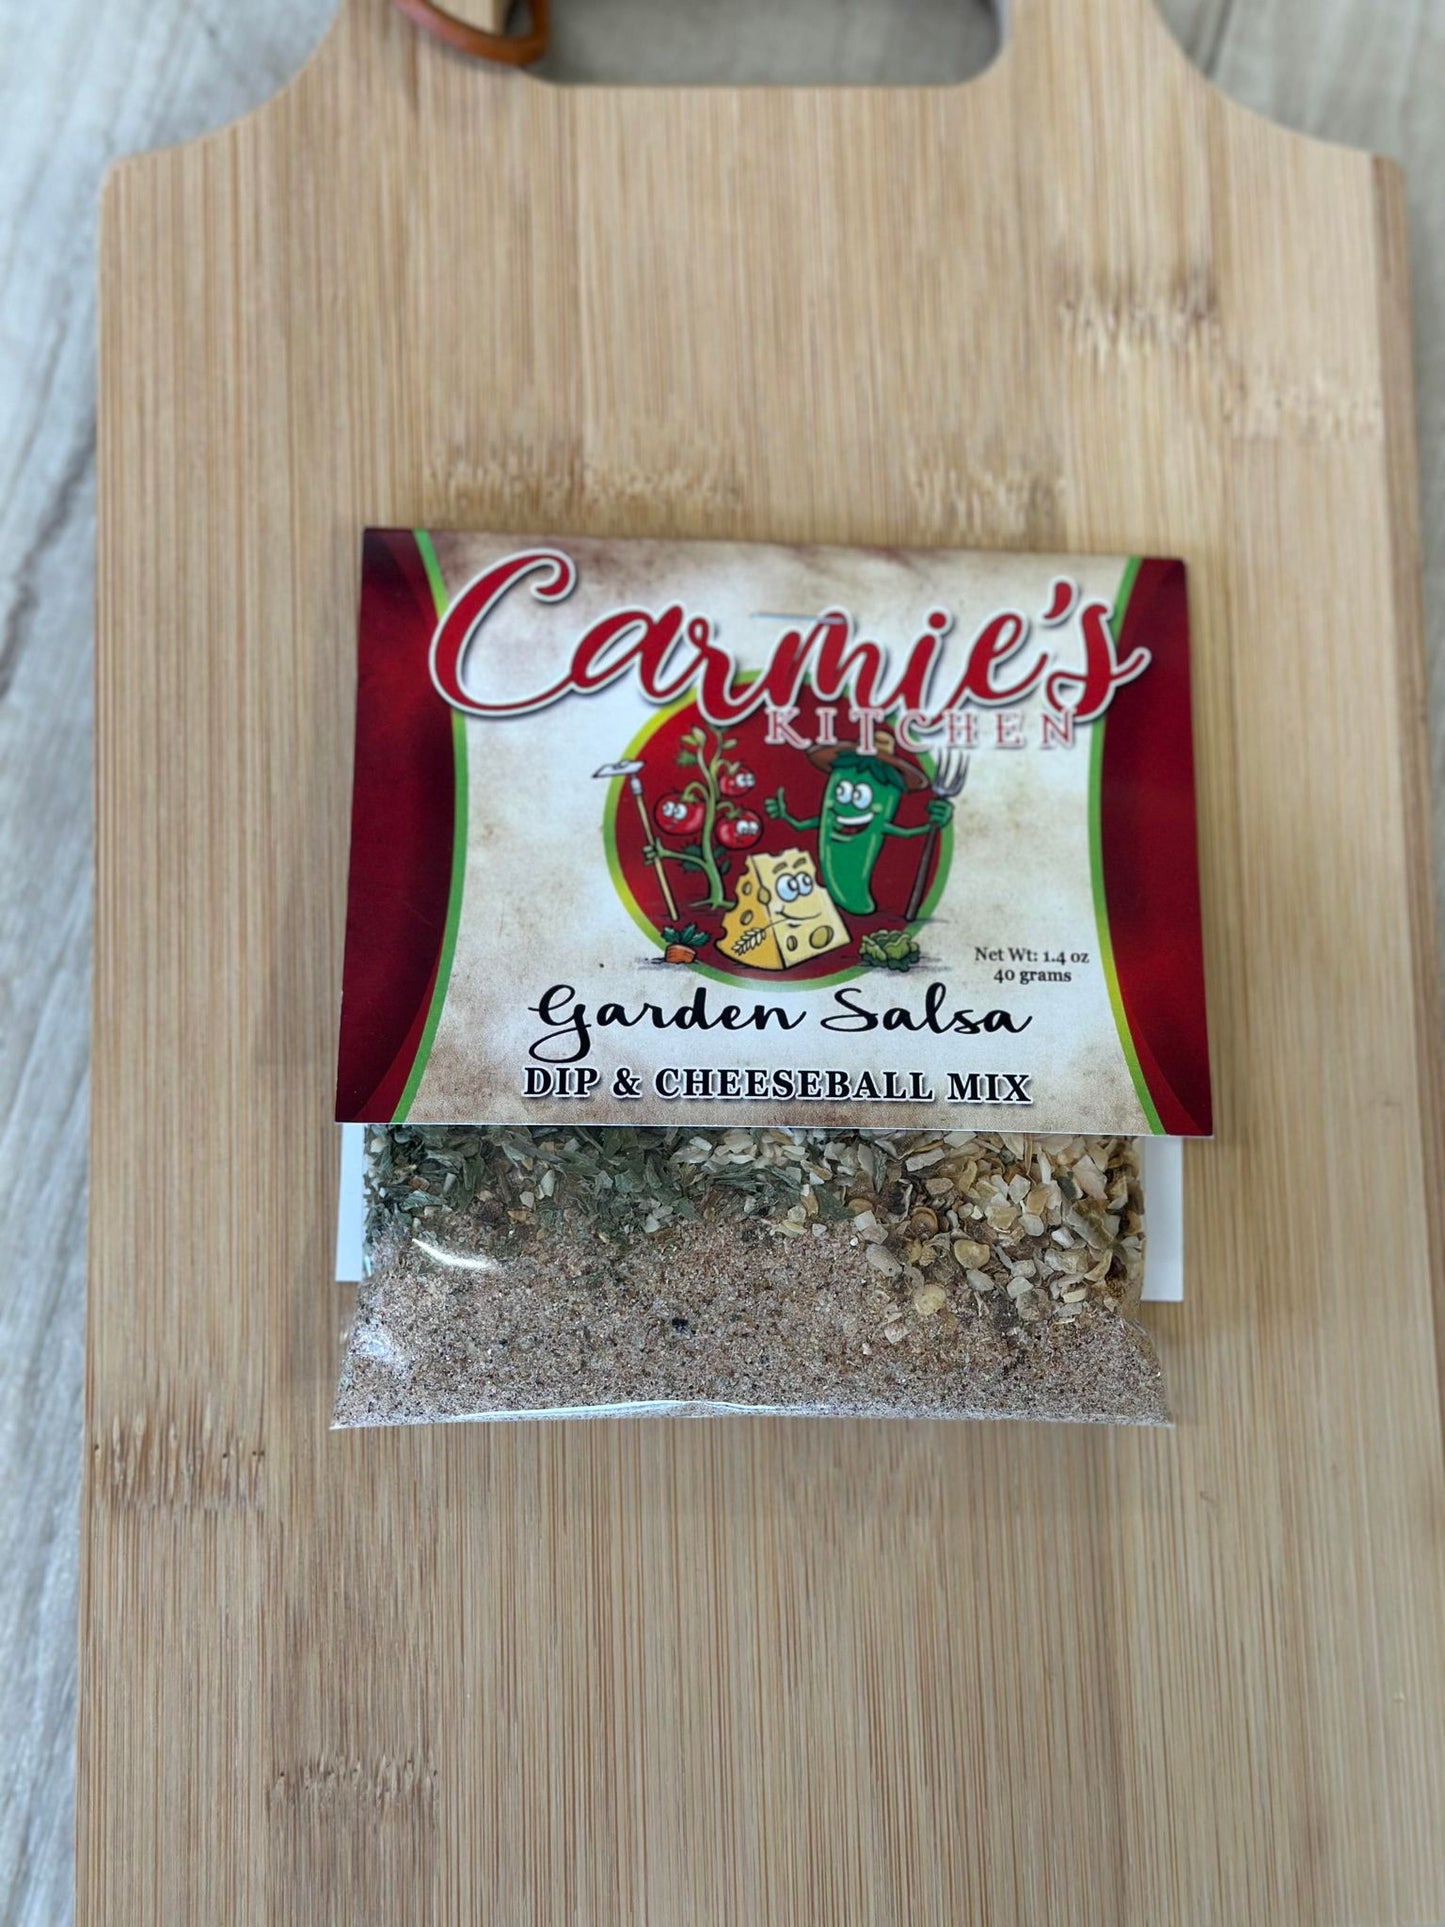 Carmie's
KITCHEN
Net Wt: 1.4 oz
40 grams
Garden Salsa
DIP & CHEESEBALL MIX